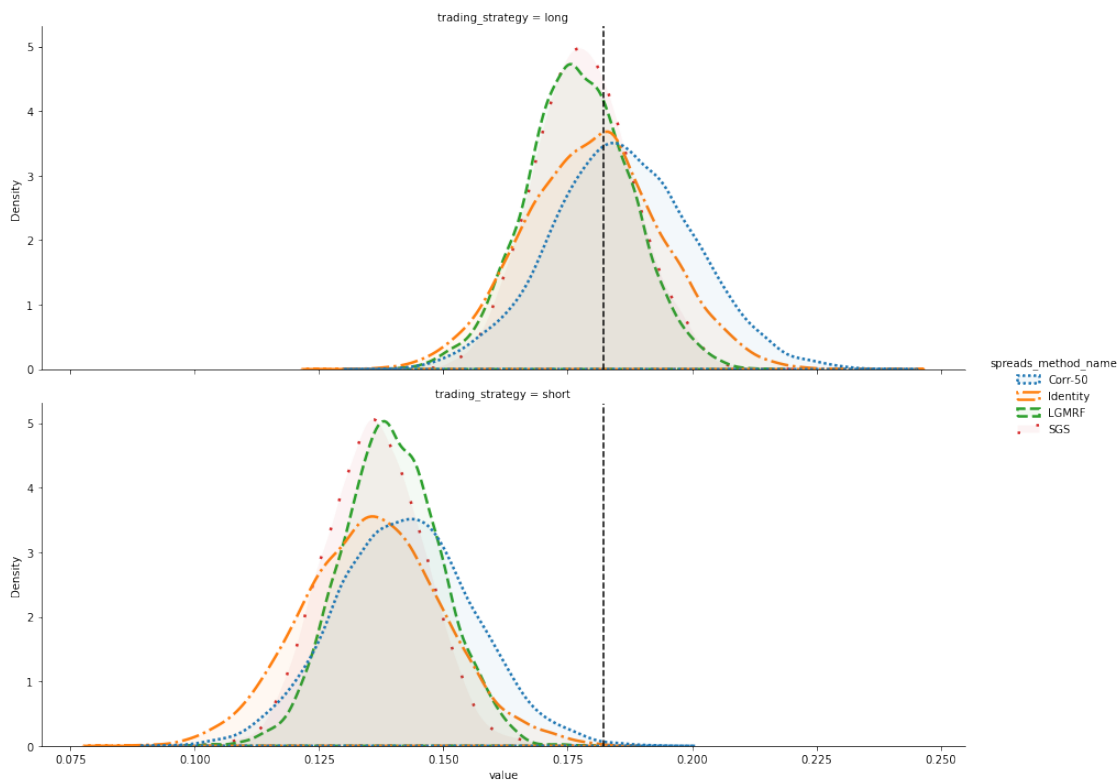 trading_strategy = long
5
4
3
2
1
0
Density
spreads_method_name
Corr-50
Identity
LGMRF
SGS
trading_strategy = short
5
4
3
2
1
0
Density
0.075 0.100 0.125 0.150 0.175 0.200 0.225 0.250
value